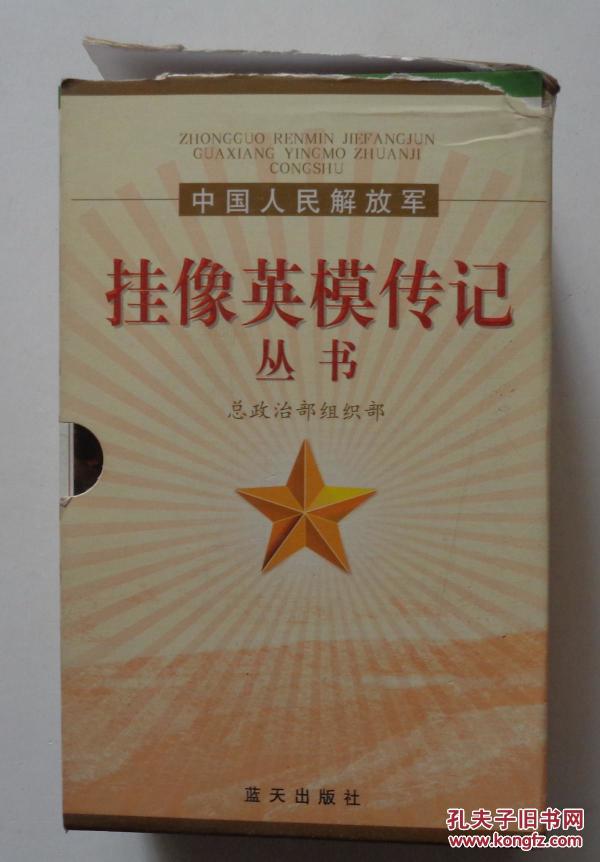 ZHONGGUO RENMIN JIEFANGJUN
GUAXIANG YINGMO ZHUANJI
CONGSHU
中国人民解放军
挂像英模传记
丛书
总政治部组织部
蓝天出版社
孔夫子旧书网
www.kongfz.com